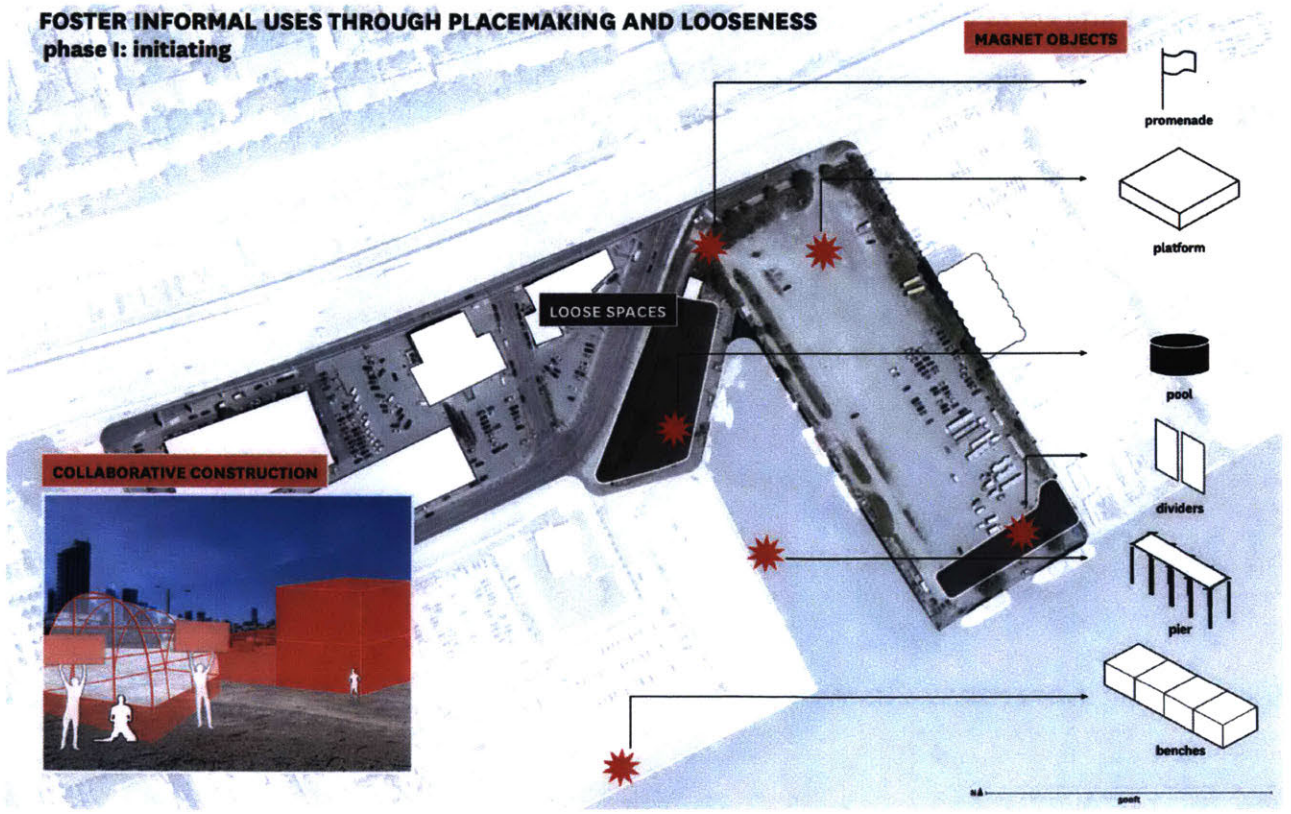 FOSTER INFORMAL USES THROUGH PLACEMAKING AND LOOSENESS
phase I: initiating
MAGNET OBJECTS
promenade
platform
LOOSE SPACES
pool
COLLABORATIVE CONSTRUCTION
dividers
pier
benches
N